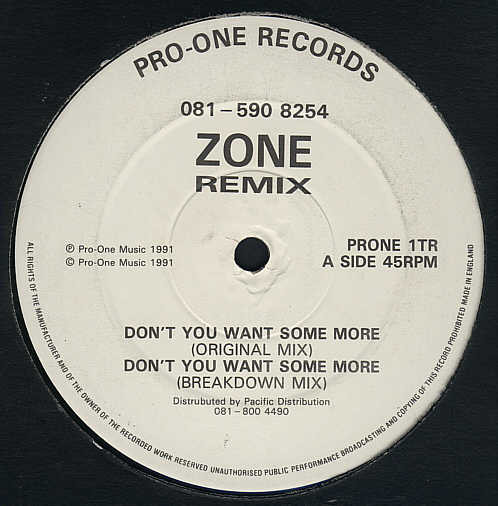 PRO-ONE RECORDS
081-590 8254
ZONE
REMIX
℗ Pro-One Music 1991
© Pro-One Music 1991
PRONE 1TR
A SIDE 45RPM
DON'T YOU WANT SOME MORE
(ORIGINAL MIX)
DON'T YOU WANT SOME MORE
(BREAKDOWN MIX)
Distrubuted by Pacific Distribution
081-800 4490
ALL RIGHTS OF THE MANUFACTURER AND OF THE OWNER OF THE RECORDED WORK RESERVED UNAUTHORISED PUBLIC PERFORMANCE BROADCASTING AND COPYING OF THIS RECORD PROHIBITED MADE IN ENGLAND